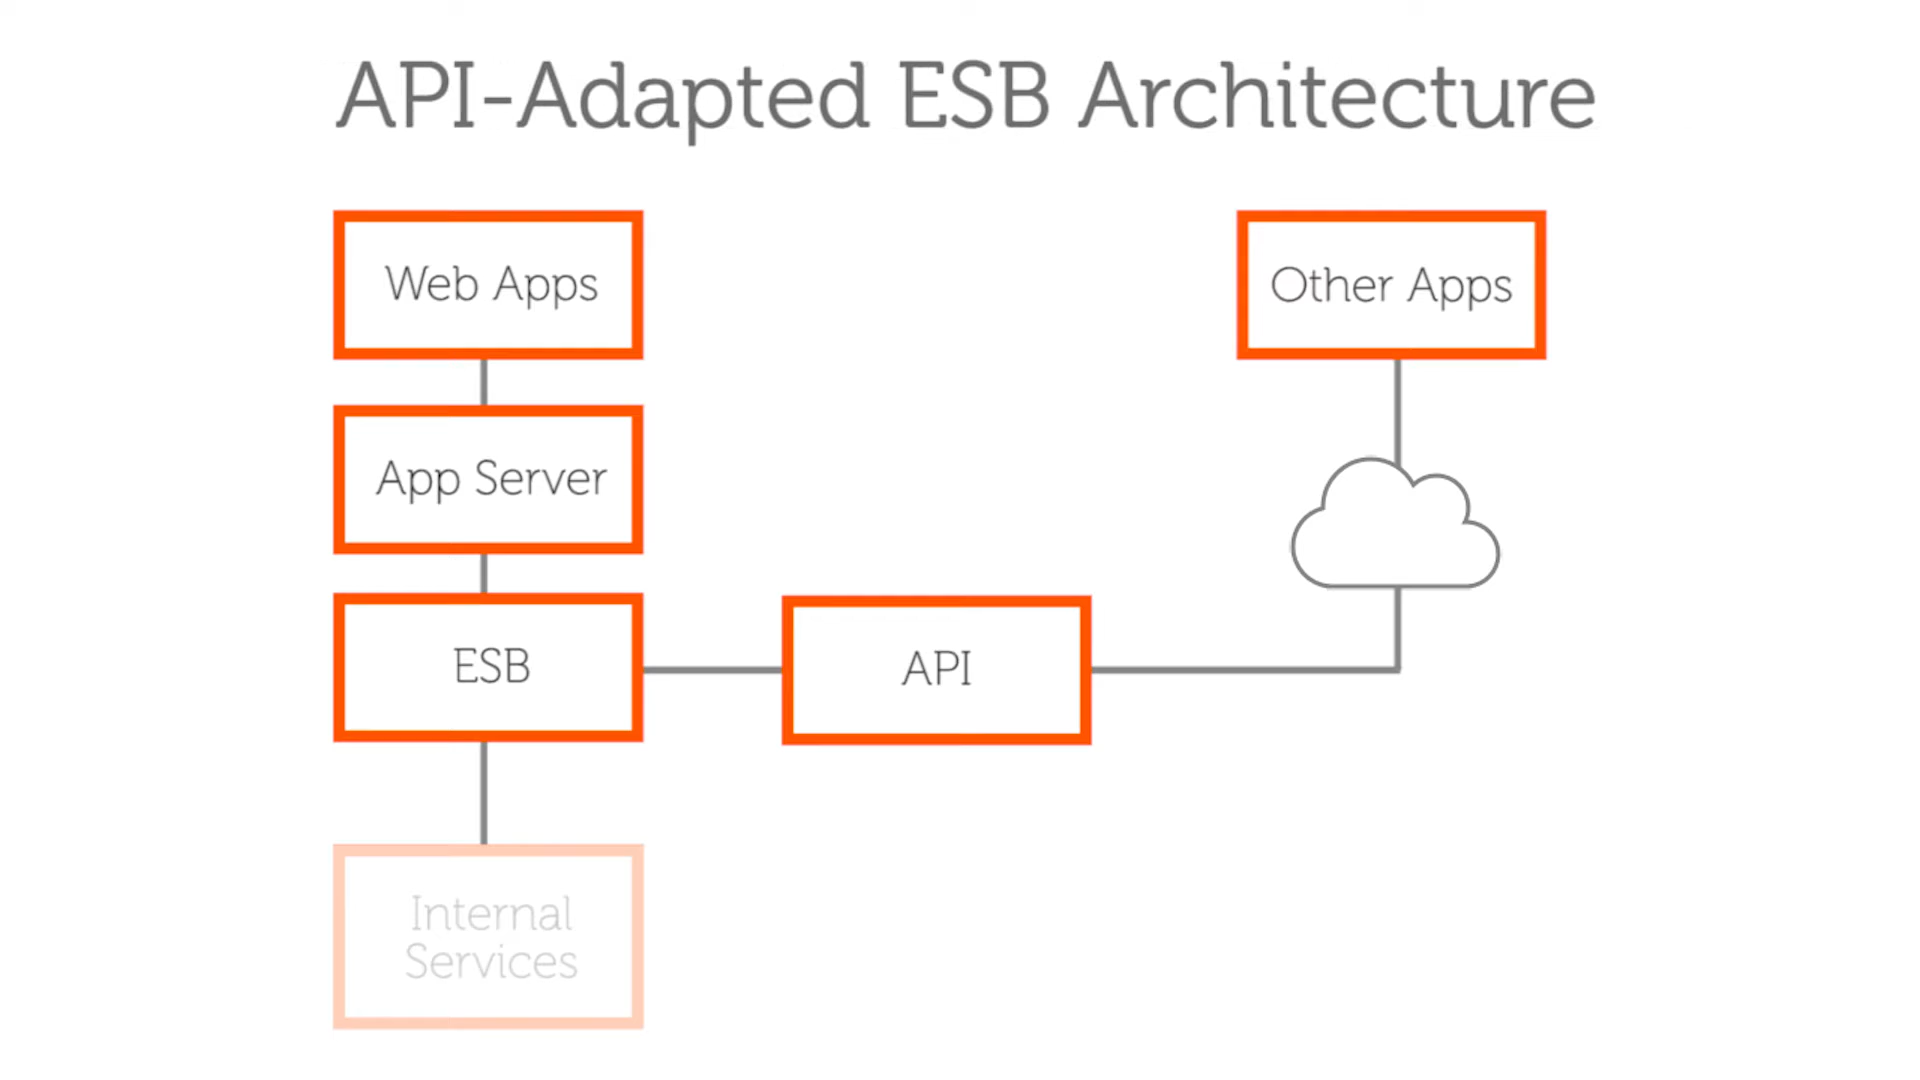 API-Adapted ESB Architecture
Web Apps
Other Apps
App Server
ESB
API
Internal
Services